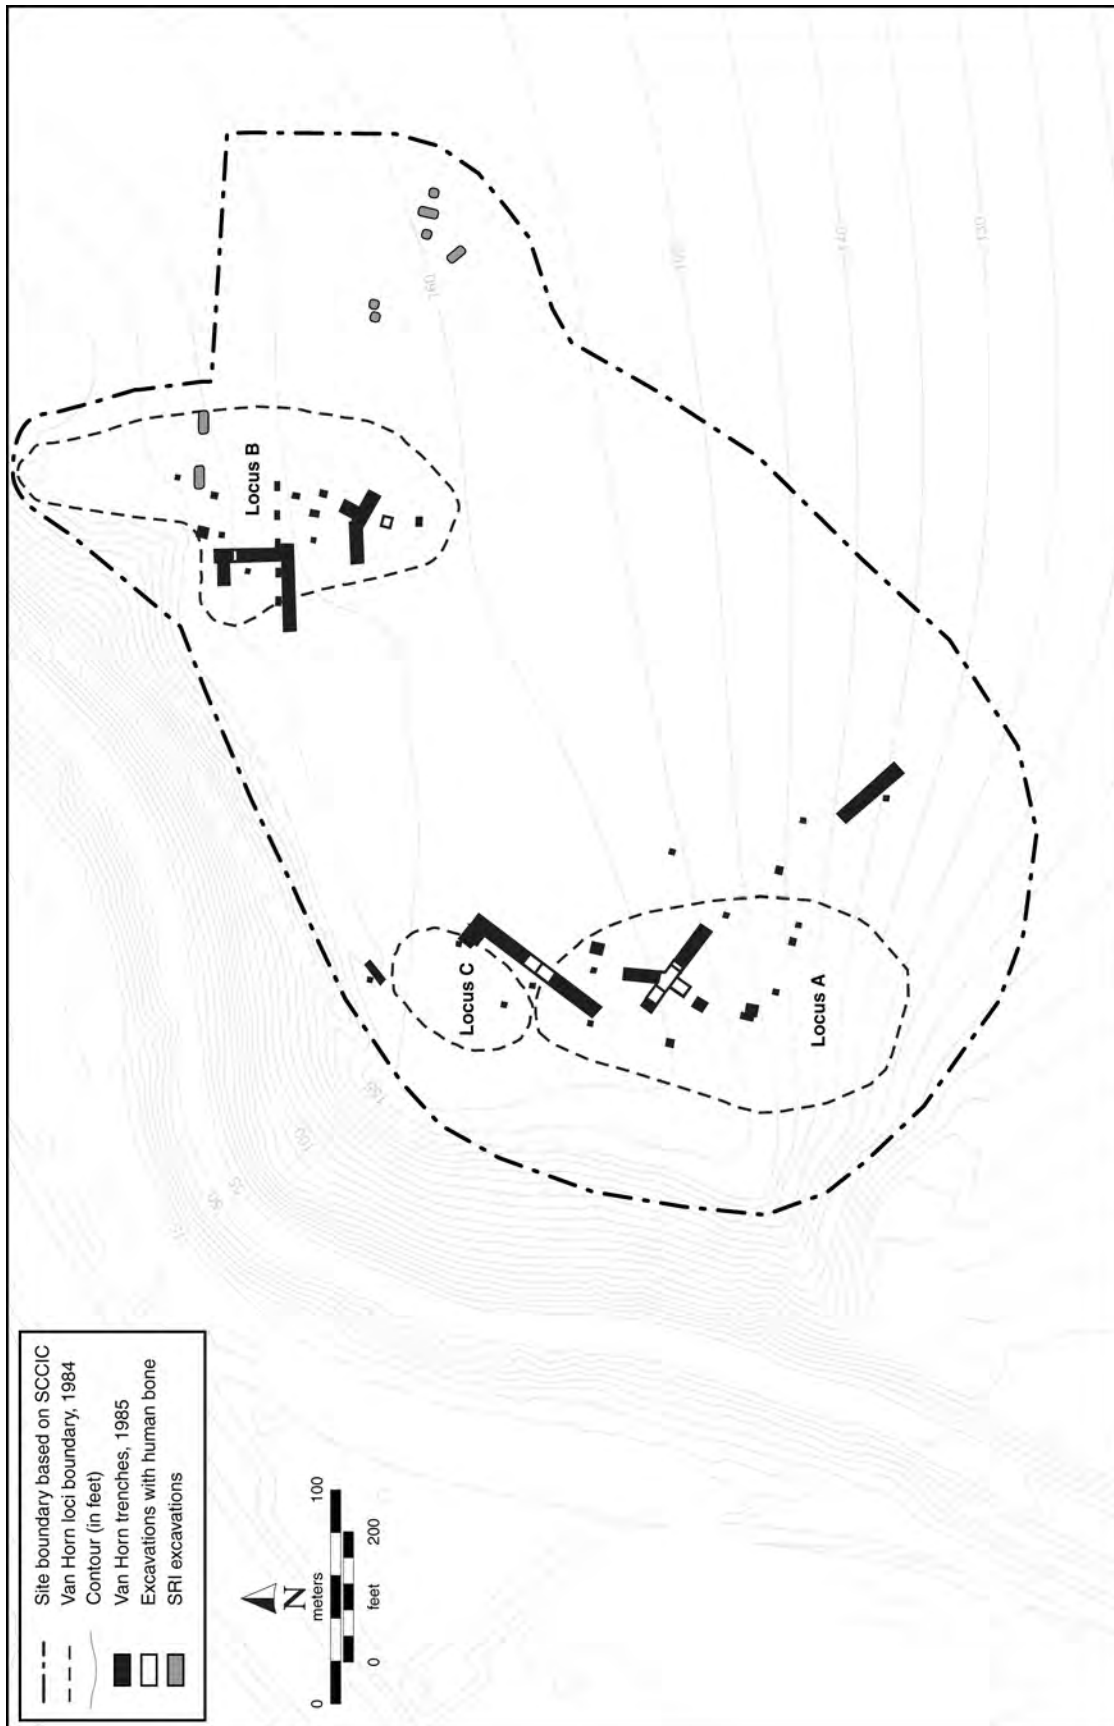 Site boundary based on SCCIC
Van Horn loci boundary, 1984
Contour (in feet)
Van Horn trenches, 1985
Excavations with human bone
SRI excavations
N
0
100
meters
0
200
feet
Locus B
Locus C
Locus A
160
140
130
100